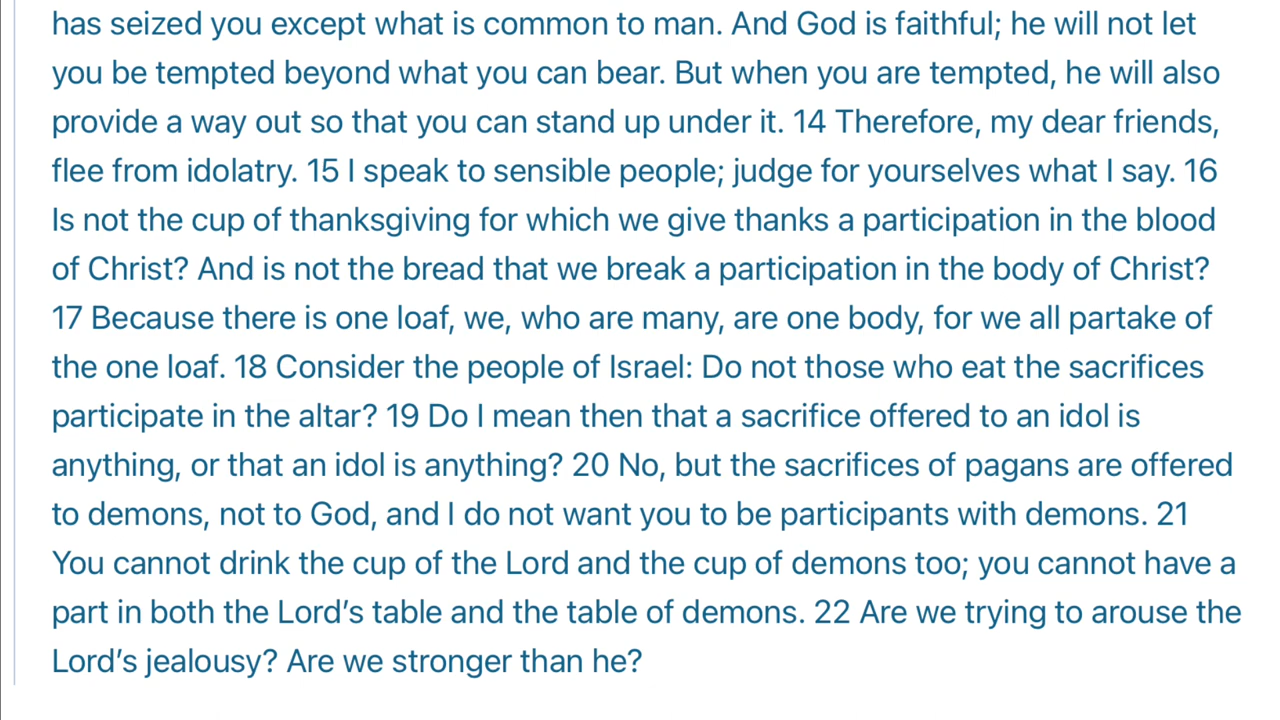 has seized you except what is common to man. And God is faithful; he will not let
you be tempted beyond what you can bear. But when you are tempted, he will also
provide a way out so that you can stand up under it. 14 Therefore, my dear friends,
flee from idolatry. 15 I speak to sensible people; judge for yourselves what I say. 16
Is not the cup of thanksgiving for which we give thanks a participation in the blood
of Christ? And is not the bread that we break a participation in the body of Christ?
17 Because there is one loaf, we, who are many, are one body, for we all partake of
the one loaf. 18 Consider the people of Israel: Do not those who eat the sacrifices
participate in the altar? 19 Do I mean then that a sacrifice offered to an idol is
anything, or that an idol is anything? 20 No, but the sacrifices of pagans are offered
to demons, not to God, and I do not want you to be participants with demons. 21
You cannot drink the cup of the Lord and the cup of demons too; you cannot have a
part in both the Lord’s table and the table of demons. 22 Are we trying to arouse the
Lord’s jealousy? Are we stronger than he?